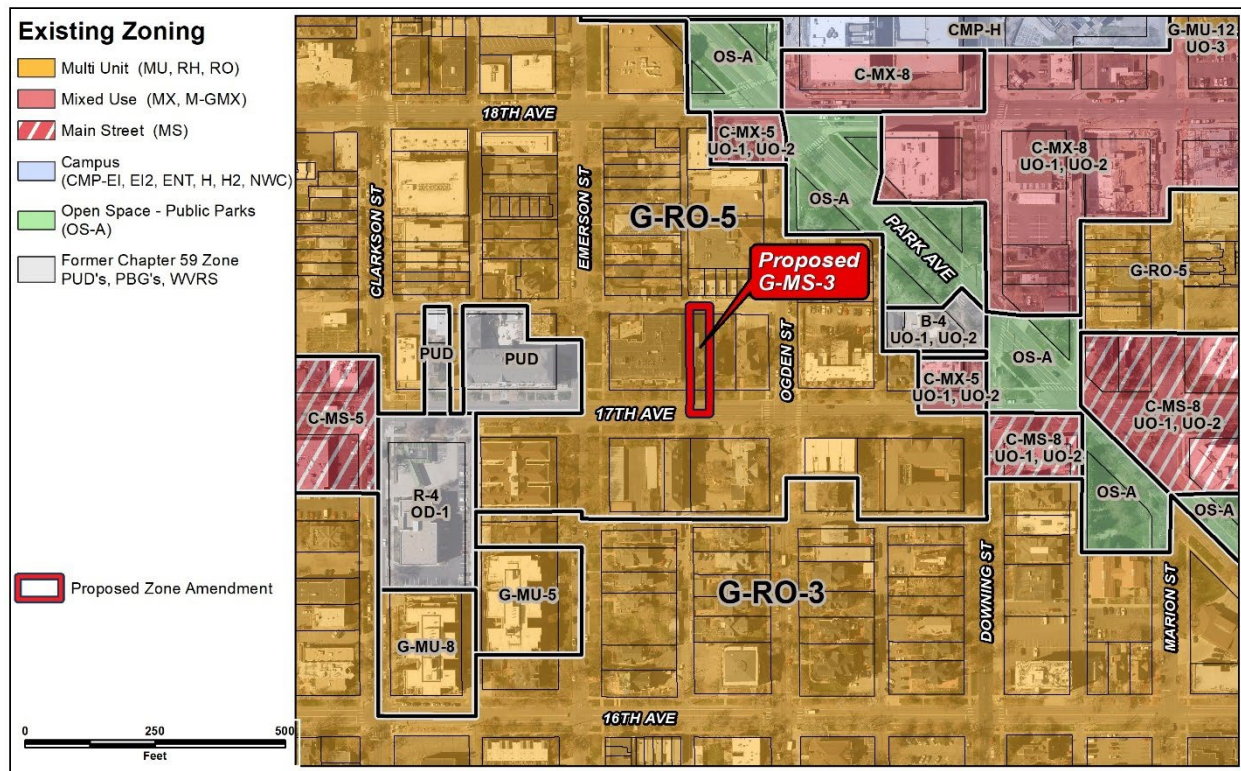 Existing Zoning
Multi Unit (MU, RH, RO)
Mixed Use (MX, M-GMX)
Main Street (MS)
Campus
(CMP-EI, EI2, ENT, H, H2, NWC)
Open Space - Public Parks
(OS-A)
Former Chapter 59 Zone
PUD's, PBG's, WVRS
Proposed Zone Amendment
0 250 500
Feet
CMP-H
G-MU-12,
UO-3
OS-A
C-MX-8
18TH AVE
C-MX-5
UO-1, UO-2
C-MX-8
UO-1, UO-2
OS-A
PARK AVE
CLARKSON ST
EMERSON ST
G-RO-5
Proposed
G-MS-3
OGDEN ST
G-RO-5
B-4
UO-1, UO-2
OS-A
PUD
PUD
C-MX-5
UO-1, UO-2
C-MS-5
17TH AVE
C-MS-8
UO-1, UO-2
C-MS-8
UO-1, UO-2
R-4
OD-1
OS-A
OS-A
G-MU-5
G-RO-3
DOWNING ST
MARION ST
G-MU-8
16TH AVE